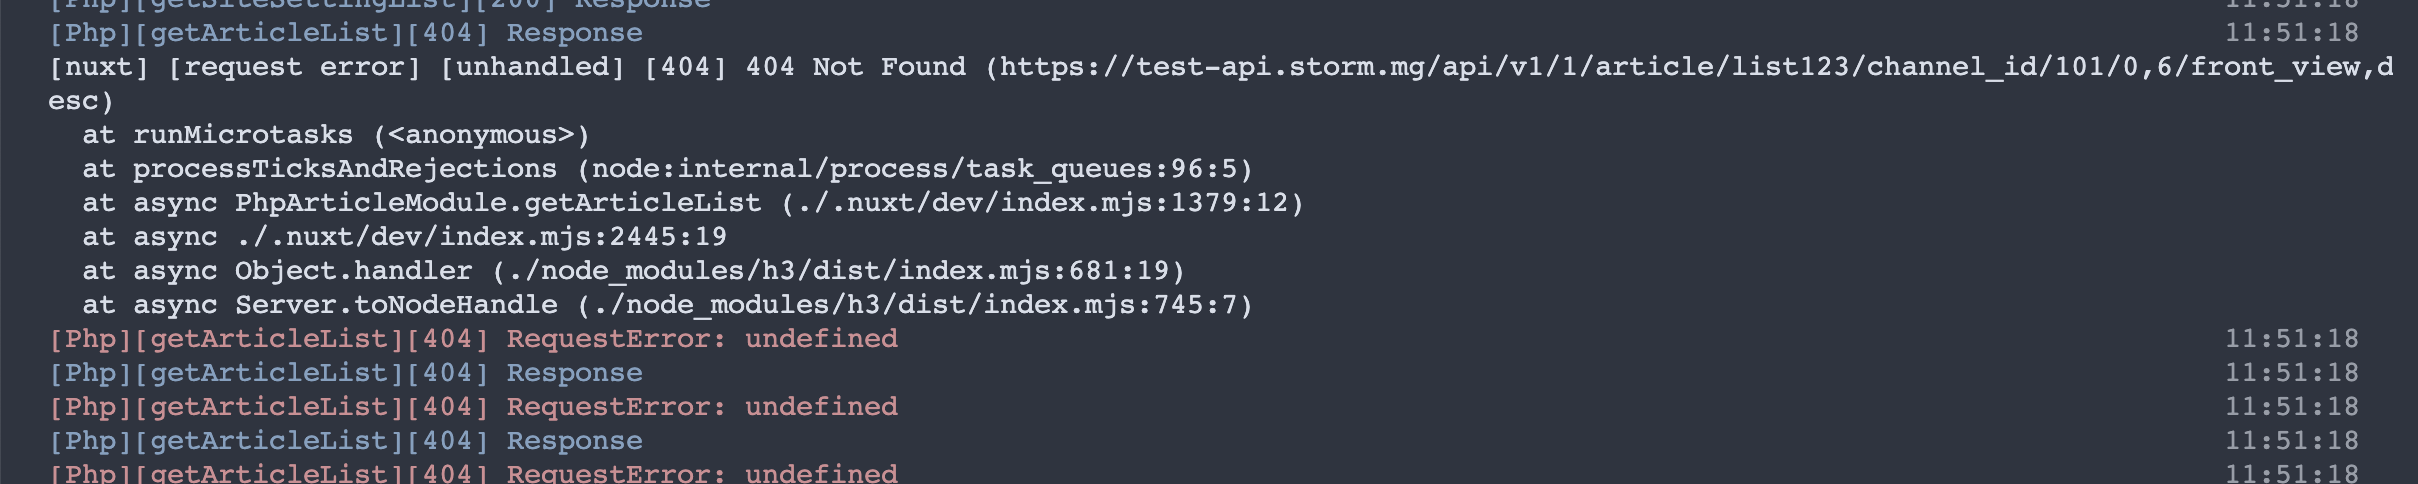 [Php][getSiteSettingList][200] Response 11:51:18
[Php][getArticleList][404] Response 11:51:18
[nuxt] [request error] [unhandled] [404] 404 Not Found (https://test-api.storm.mg/api/v1/1/article/list123/channel_id/101/0,6/front_view,d
esc)
at runMicrotasks (<anonymous>)
at processTicksAndRejections (node:internal/process/task_queues:96:5)
at async PhpArticleModule.getArticleList (./.nuxt/dev/index.mjs:1379:12)
at async ./.nuxt/dev/index.mjs:2445:19
at async Object.handler (./node_modules/h3/dist/index.mjs:681:19)
at async Server.toNodeHandle (./node_modules/h3/dist/index.mjs:745:7)
[Php][getArticleList][404] RequestError: undefined 11:51:18
[Php][getArticleList][404] Response 11:51:18
[Php][getArticleList][404] RequestError: undefined 11:51:18
[Php][getArticleList][404] Response 11:51:18
[Php][getArticleList][404] RequestError: undefined 11:51:18